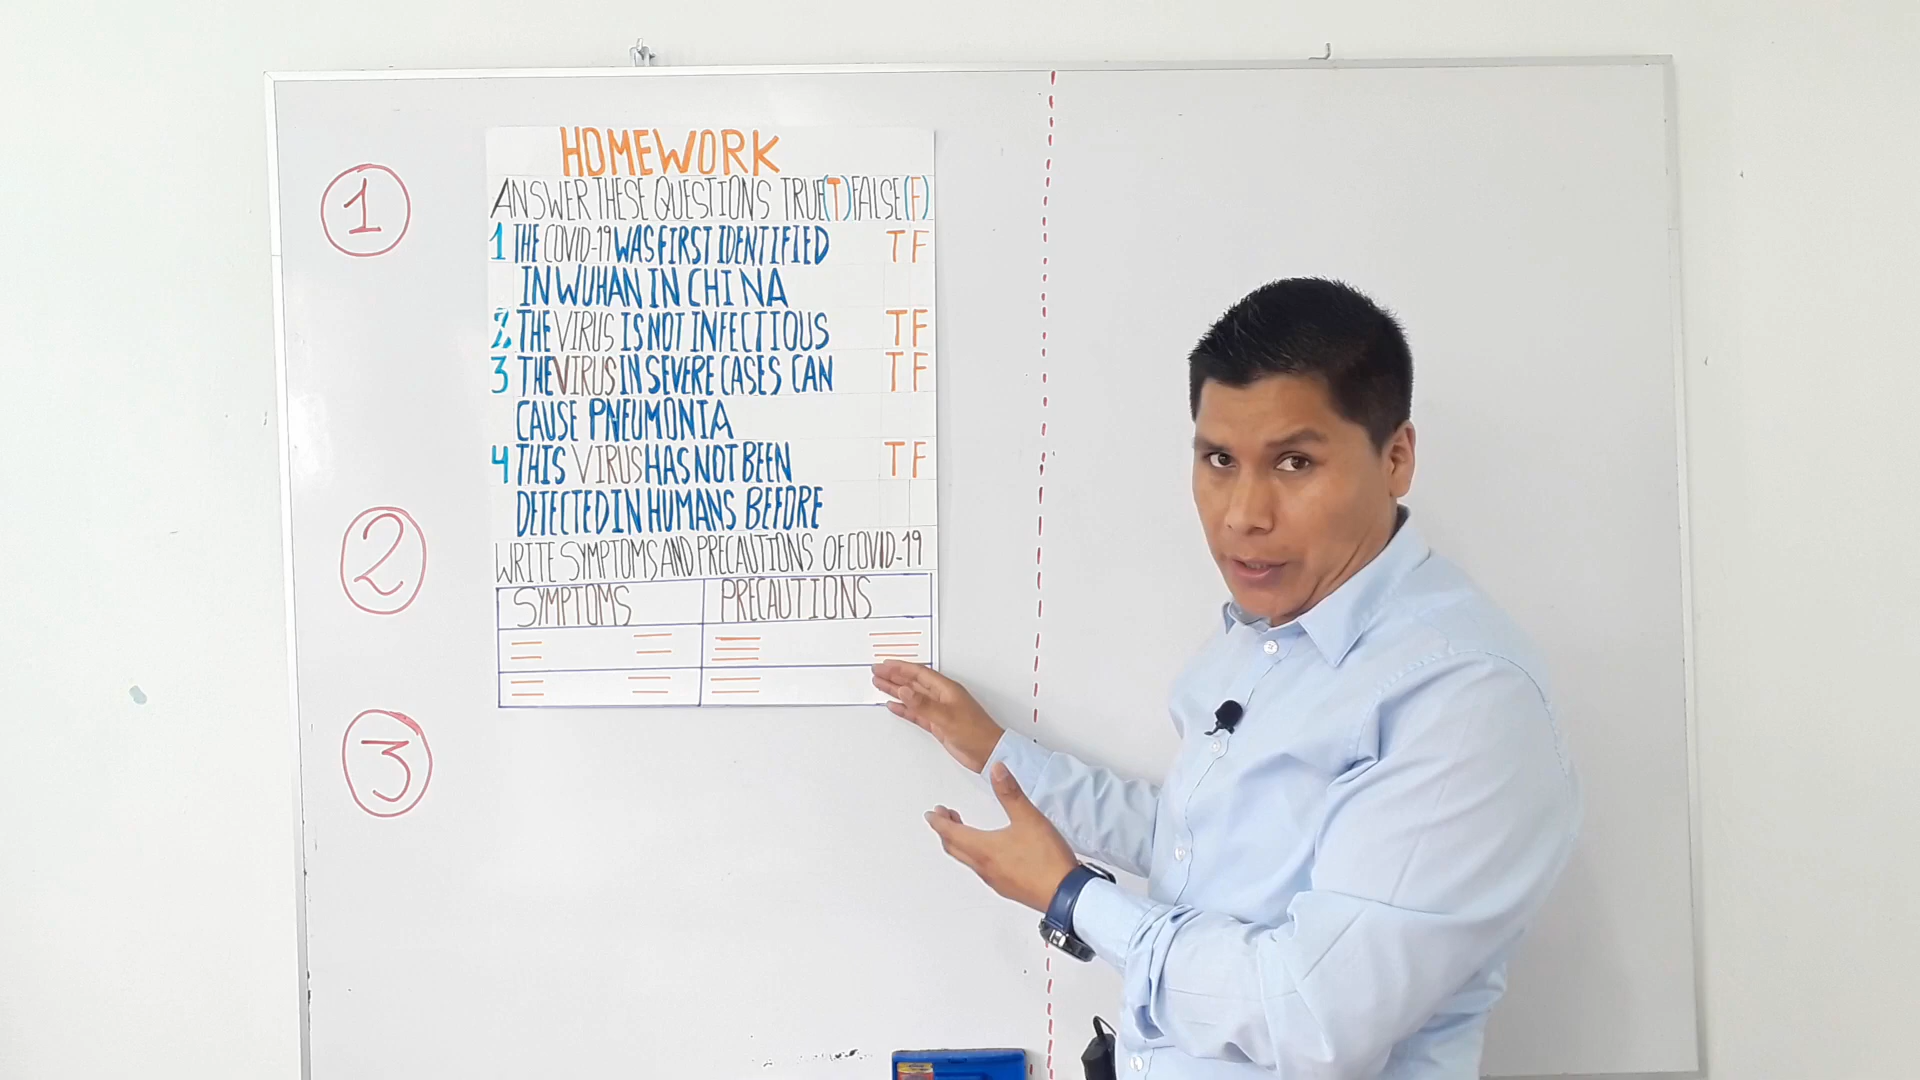 HOMEWORK
1
ANSWER THESE QUESTIONS TRUE(T) FALSE(F)
1 THE COVID-19 WAS FIRST IDENTIFIED T F
IN WUHAN IN CHINA
2 THE VIRUS IS NOT INFECTIOUS T F
3 THE VIRUS IN SEVERE CASES CAN T F
CAUSE PNEUMONIA
4 THIS VIRUS HAS NOT BEEN T F
DETECTED IN HUMANS BEFORE
2
WRITE SYMPTOMS AND PRECAUTIONS OF COVID-19
SYMPTOMS PRECAUTIONS
3